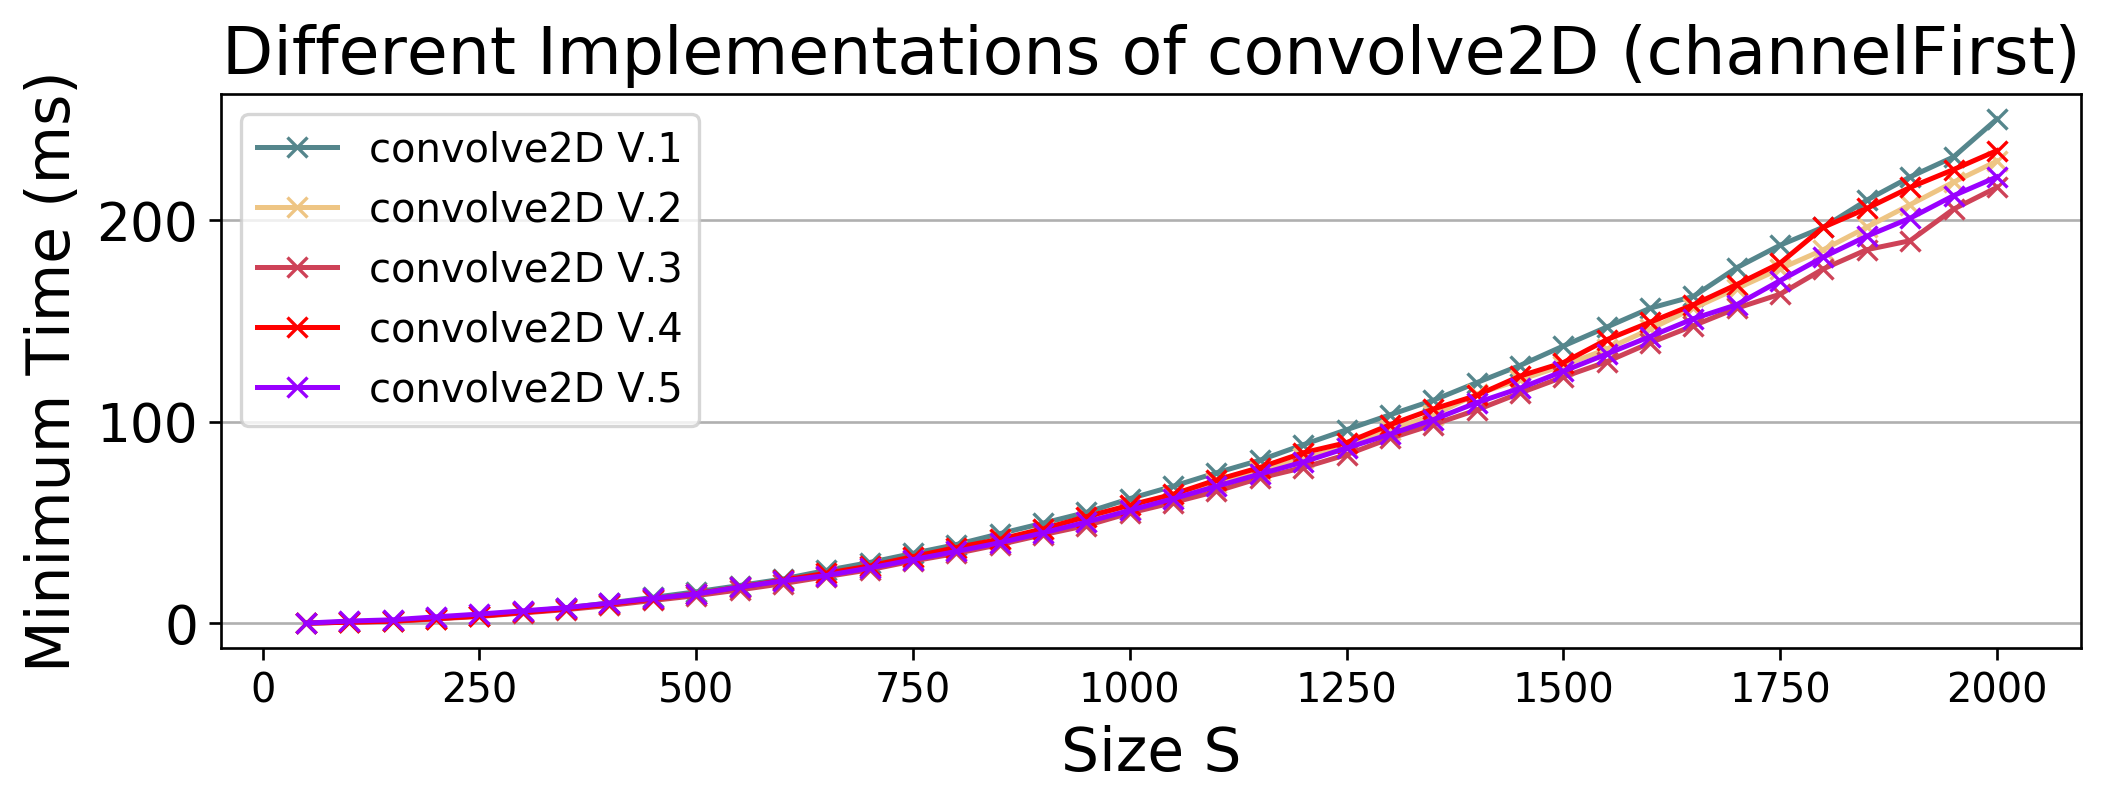 Different Implementations of convolve2D (channelFirst)
Minimum Time (ms)
200
100
0
convolve2D V.1
convolve2D V.2
convolve2D V.3
convolve2D V.4
convolve2D V.5
0 250 500 750 1000 1250 1500 1750 2000
Size S